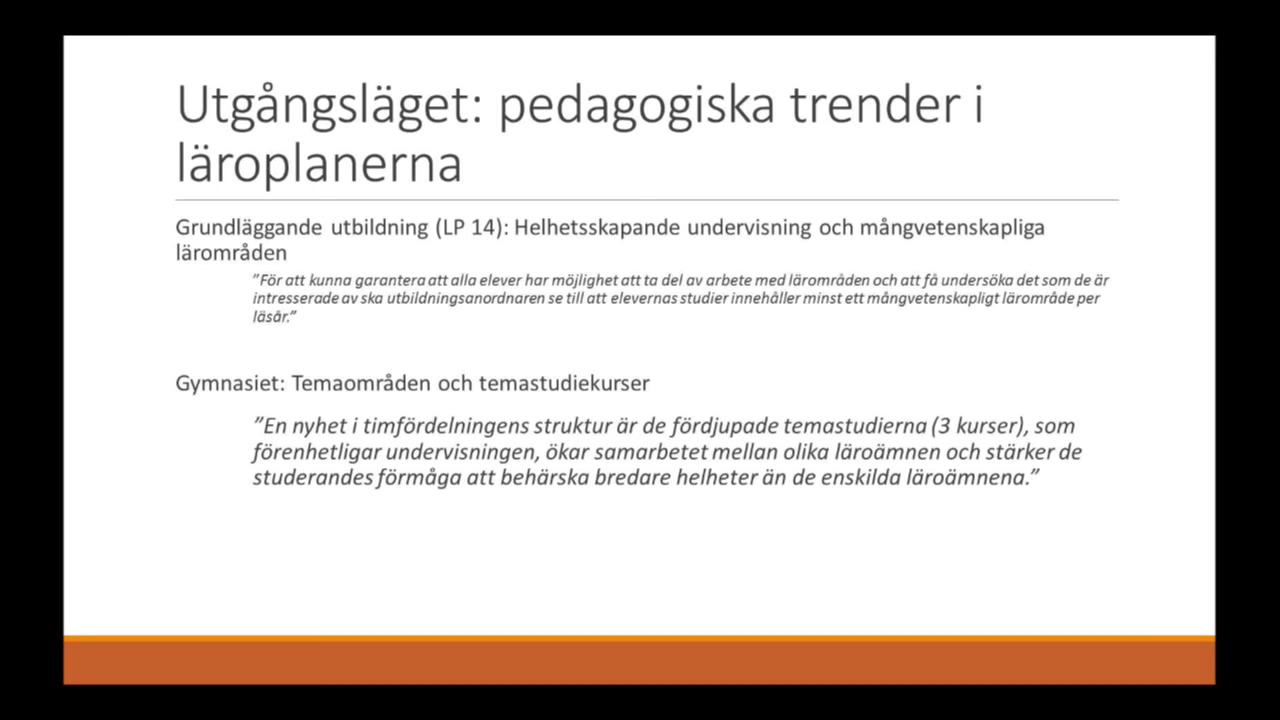 Utgångsläget: pedagogiska trender i
läroplanerna
Grundläggande utbildning (LP 14): Helhetsskapande undervisning och mångvetenskapliga
lärområden
”För att kunna garantera att alla elever har möjlighet att ta del av arbete med lärområden och att få undersöka det som de är
intresserade av ska utbildningsanordnaren se till att elevernas studier innehåller minst ett mångvetenskapligt lärområde per
läsår.”
Gymnasiet: Temaområden och temastudiekurser
”En nyhet i timfördelningens struktur är de fördjupade temastudierna (3 kurser), som
förenhetligar undervisningen, ökar samarbetet mellan olika läroämnen och stärker de
studerandes förmåga att behärska bredare helheter än de enskilda läroämnena.”